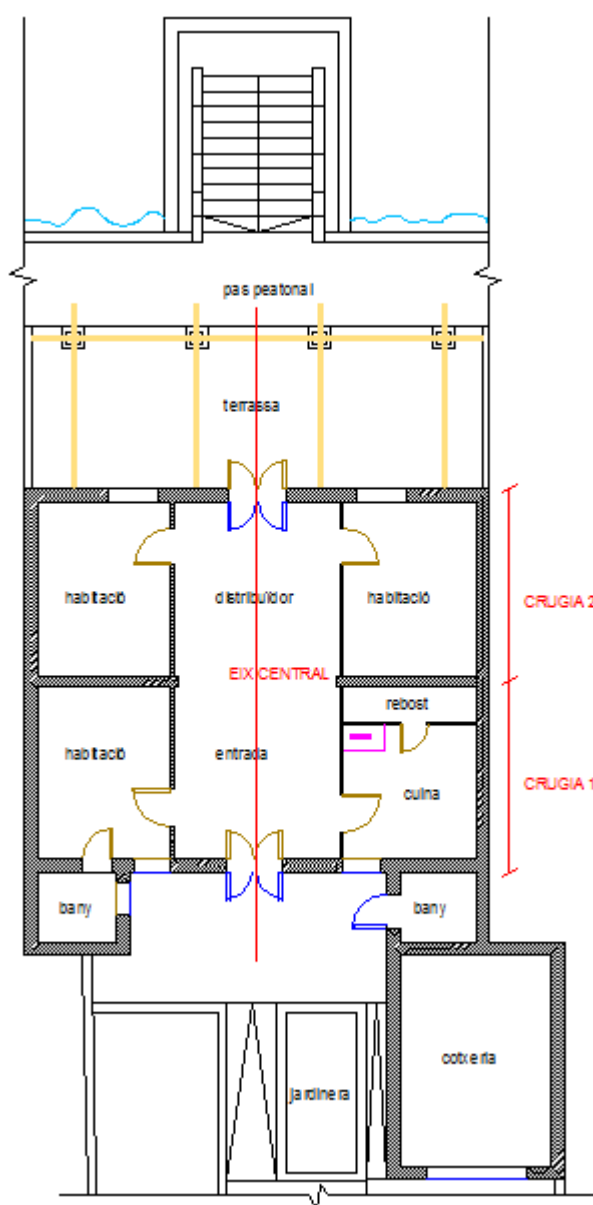 pas peatonal
terrassa
habitació
distribuïdor
habitació
CRUGIA 2
EIX CENTRAL
rebost
habitació
entrada
cuina
CRUGIA 1
bany
bany
cotxeria
jardinera